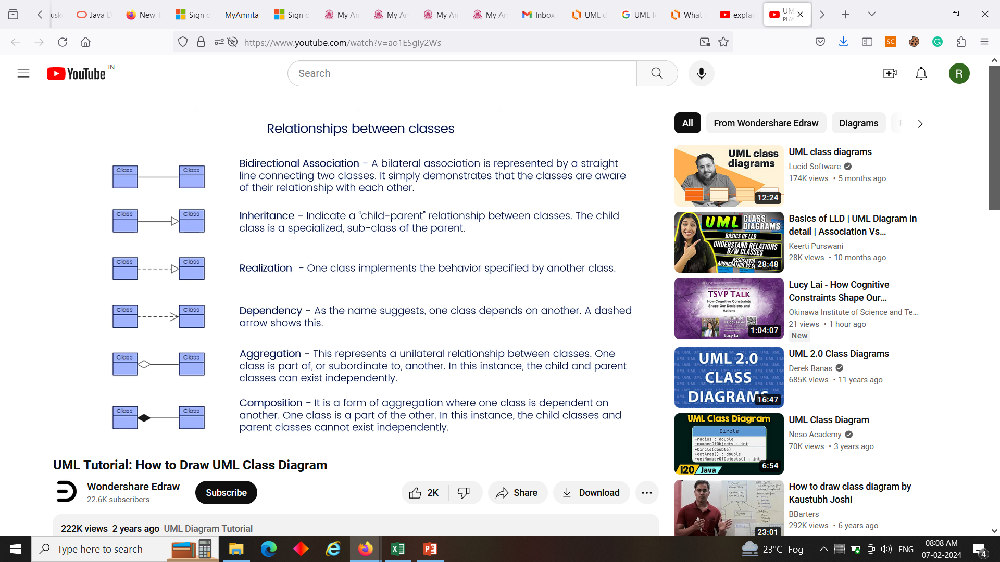 Java D
New T
Sign o
MyAmrita
Sign o
My Am
My Am
My Am
My Am
Inbox
UML d
UML f
What i
explai
UM
PLAY
https://www.youtube.com/watch?v=ao1ESgIy2Ws
SC
YouTube IN
Search
R
Relationships between classes
Class Class
Bidirectional Association - A bilateral association is represented by a straight
line connecting two classes. It simply demonstrates that the classes are aware
of their relationship with each other.
Class Class
Inheritance - Indicate a “child-parent” relationship between classes. The child
class is a specialized, sub-class of the parent.
Class Class
Realization - One class implements the behavior specified by another class.
Class Class
Dependency - As the name suggests, one class depends on another. A dashed
arrow shows this.
Class Class
Aggregation - This represents a unilateral relationship between classes. One
class is part of, or subordinate to, another. In this instance, the child and parent
classes can exist independently.
Class Class
Composition - It is a form of aggregation where one class is dependent on
another. One class is a part of the other. In this instance, the child classes and
parent classes cannot exist independently.
UML Tutorial: How to Draw UML Class Diagram
Wondershare Edraw
22.6K subscribers
Subscribe
2K
Share
Download
222K views 2 years ago UML Diagram Tutorial
All
From Wondershare Edraw
Diagrams
UML class
diagrams
12:24
UML class diagrams
Lucid Software
174K views • 5 months ago
UML CLASS
DIAGRAMS
BASICS OF LLD
UNDERSTAND RELATIONS
B/W CLASSES
28:48
Basics of LLD | UML Diagram in
detail | Association Vs...
Keerti Purswani
28K views • 10 months ago
THEORETICAL SCIENCES VISITING PROGRAM
TSVP TALK
How Cognitive Constraints
Shape Our Decisions and
Actions
15:00-16:00
Lucy Lai
1:04:07
Lucy Lai - How Cognitive
Constraints Shape Our...
Okinawa Institute of Science and Te...
21 views • 1 hour ago
New
UML 2.0
CLASS
DIAGRAMS
16:47
UML 2.0 Class Diagrams
Derek Banas
685K views • 11 years ago
UML Class Diagram
Circle
-radius : double
-numberOfObjects : int
+Circle(double)
+getArea() : double
+getNumberOfObjects() : int
120 Java
6:54
UML Class Diagram
Neso Academy
70K views • 3 years ago
23:01
How to draw class diagram by
Kaustubh Joshi
BBarters
292K views • 6 years ago
Type here to search
23°C Fog
ENG
08:08 AM
07-02-2024
4